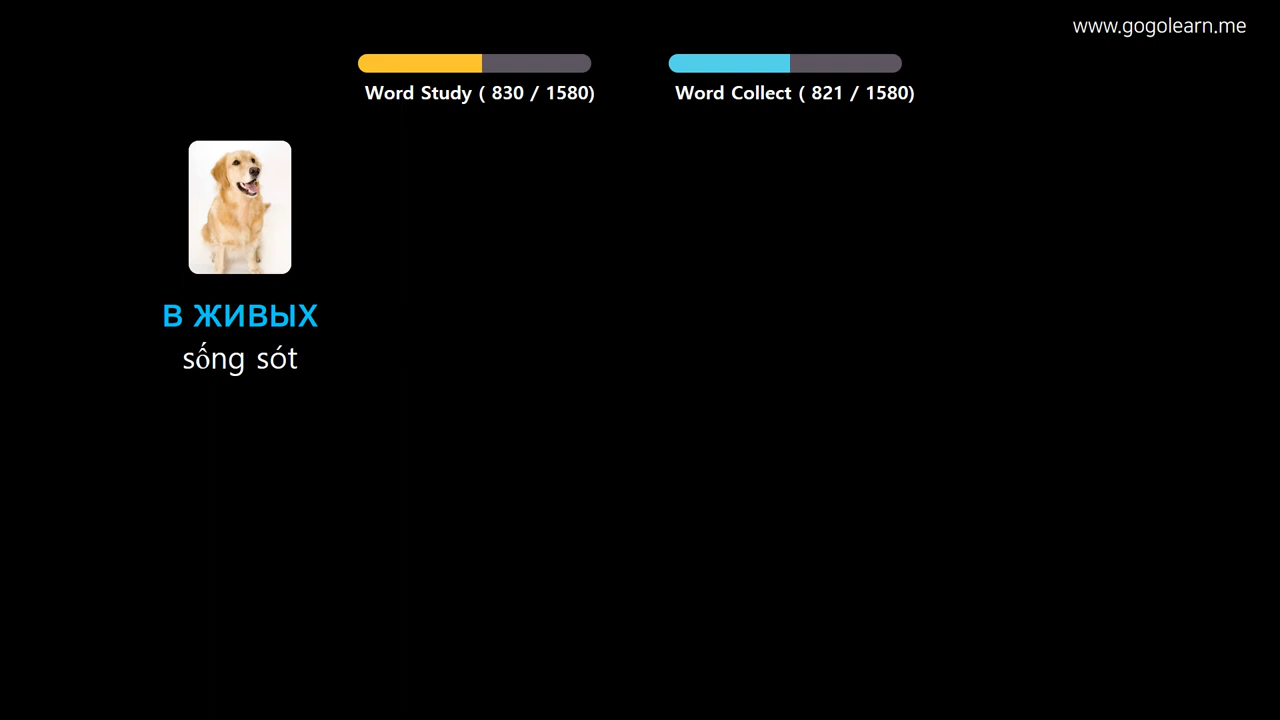 www.gogolearn.me
Word Study ( 830 / 1580)
Word Collect ( 821 / 1580)
в живых
sống sót